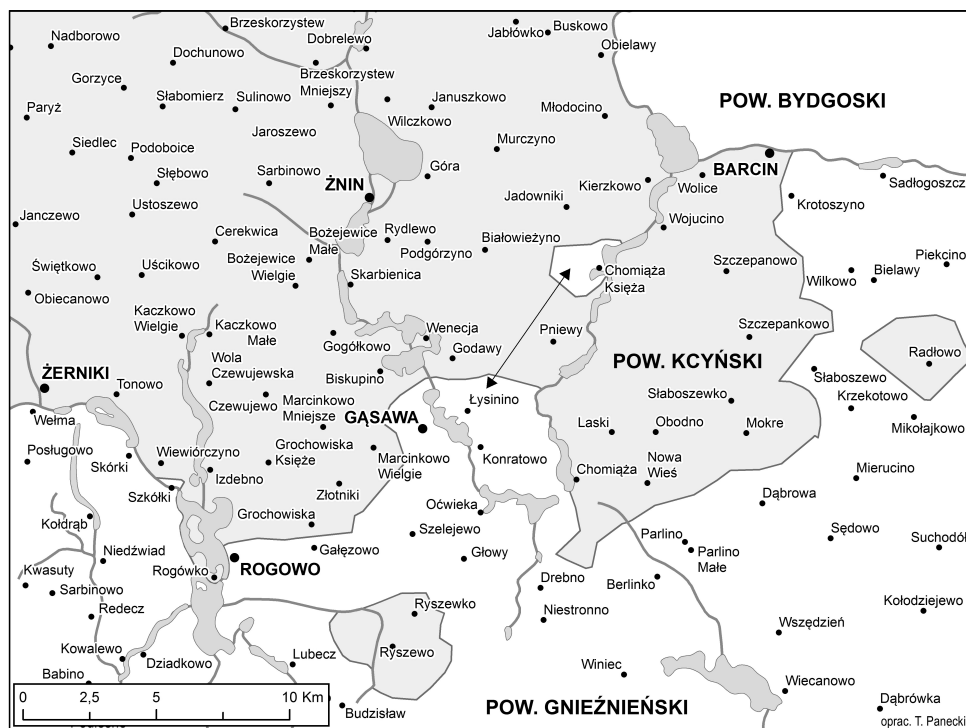 Brzeskorzystew
Jabłówko
Buskowo
Nadborowo
Dobrelewo
Obielawy
Dochunowo
Gorzyce
Brzeskorzystew
Mniejszy
Słabomierz
Sulinowo
Januszkowo
POW. BYDGOSKI
Paryż
Młodocino
Wilczkowo
Jaroszewo
Murczyno
Siedlec
Podoboice
BARCIN
Słębowo
Sarbinowo
ŻNIN
Góra
Kierzkowo
Wolice
Sadłogoszcz
Jadowniki
Krotoszyno
Ustoszewo
Janczewo
Wojucino
Cerekwica
Bożejewice
Małe
Rydlewo
Podgórzyno
Białowieżyno
Piekcino
Świętkowo
Uścikowo
Bożejewice
Wielgie
Skarbienica
Chomiąża
Księża
Szczepanowo
Wilkowo
Bielawy
Obiecanowo
Kaczkowo
Wielgie
Kaczkowo
Małe
Gogółkowo
Wenecja
Pniewy
Szczepankowo
Godawy
Radłowo
Wola
Czewujewska
POW. KCYŃSKI
ŻERNIKI
Tonowo
Biskupino
Słaboszewo
Krzekotowo
Czewujewo
Marcinkowo
Mniejsze
Łysinino
Słaboszewko
GĄSAWA
Wełma
Laski
Obodno
Mokre
Mikołajkowo
Posługowo
Wiewiórczyno
Grochowiska
Księże
Marcinkowo
Wielgie
Konratowo
Skórki
Izdebno
Chomiąża
Nowa
Wieś
Mierucino
Szkółki
Złotniki
Oćwieka
Dąbrowa
Grochowiska
Kołdrąb
Szelejewo
Parlino
Sędowo
Suchodół
Niedźwiad
Gałęzowo
Głowy
Parlino
Małe
Kwasuty
Rogówko
ROGOWO
Drebno
Berlinko
Sarbinowo
Redecz
Ryszewko
Niestronno
Kołodziejewo
Wszędzień
Kowalewo
Dziadkowo
Lubecz
Ryszewo
Babino
Winiec
Wiecanowo
0 2,5 5 10 Km
Budzisław
POW. GNIEŹNIEŃSKI
Dąbrówka
oprac. T. Panecki